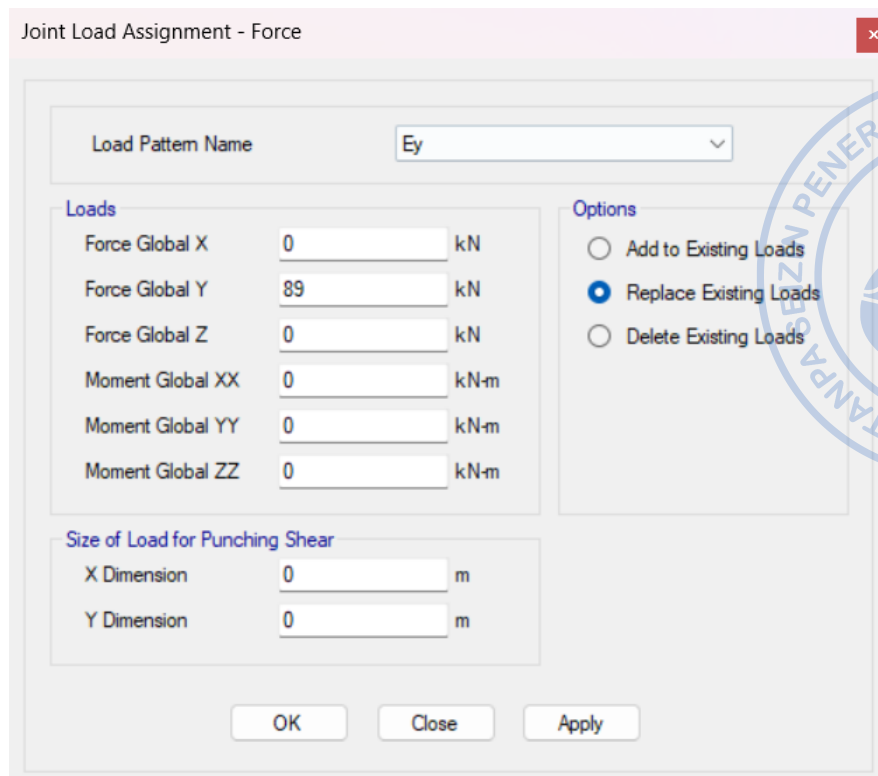 Joint Load Assignment - Force
Load Pattern Name Ey
Loads
Force Global X 0 kN
Force Global Y 89 kN
Force Global Z 0 kN
Moment Global XX 0 kN-m
Moment Global YY 0 kN-m
Moment Global ZZ 0 kN-m
Options
Add to Existing Loads
Replace Existing Loads
Delete Existing Loads
Size of Load for Punching Shear
X Dimension 0 m
Y Dimension 0 m
OK Close Apply
TANPA SEIZIN